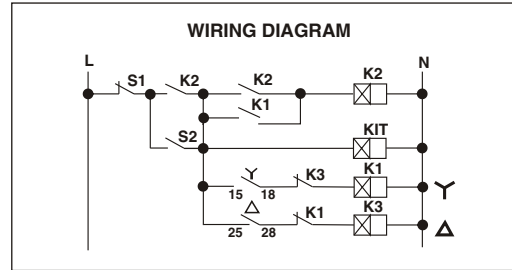 WIRING DIAGRAM
L N
S1 K2 K2 K2
K1
S2 KIT
K3 K1
15 18
Δ K1 K3 Δ
25 28